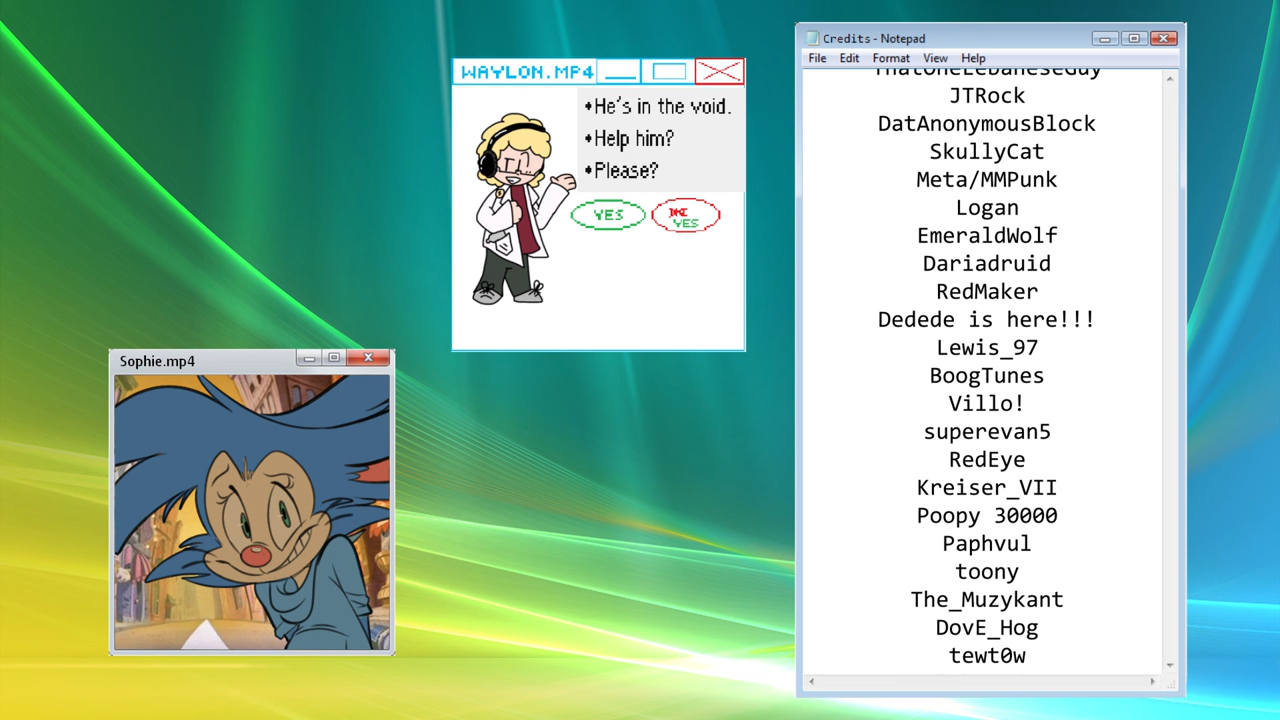 WAYLON.MP4
•He's in the void.
•Help him?
•Please?
YES
YES
Sophie.mp4
Credits - Notepad
File Edit Format View Help
ThatOneLebaneseGuy
JTRock
DatAnonymousBlock
SkullyCat
Meta/MMPunk
Logan
EmeraldWolf
Dariadruid
RedMaker
Dedede is here!!!
Lewis_97
BoogTunes
Villo!
superevan5
RedEye
Kreiser_VII
Poopy 30000
Paphvul
toony
The_Muzykant
DovE_Hog
tewt0w